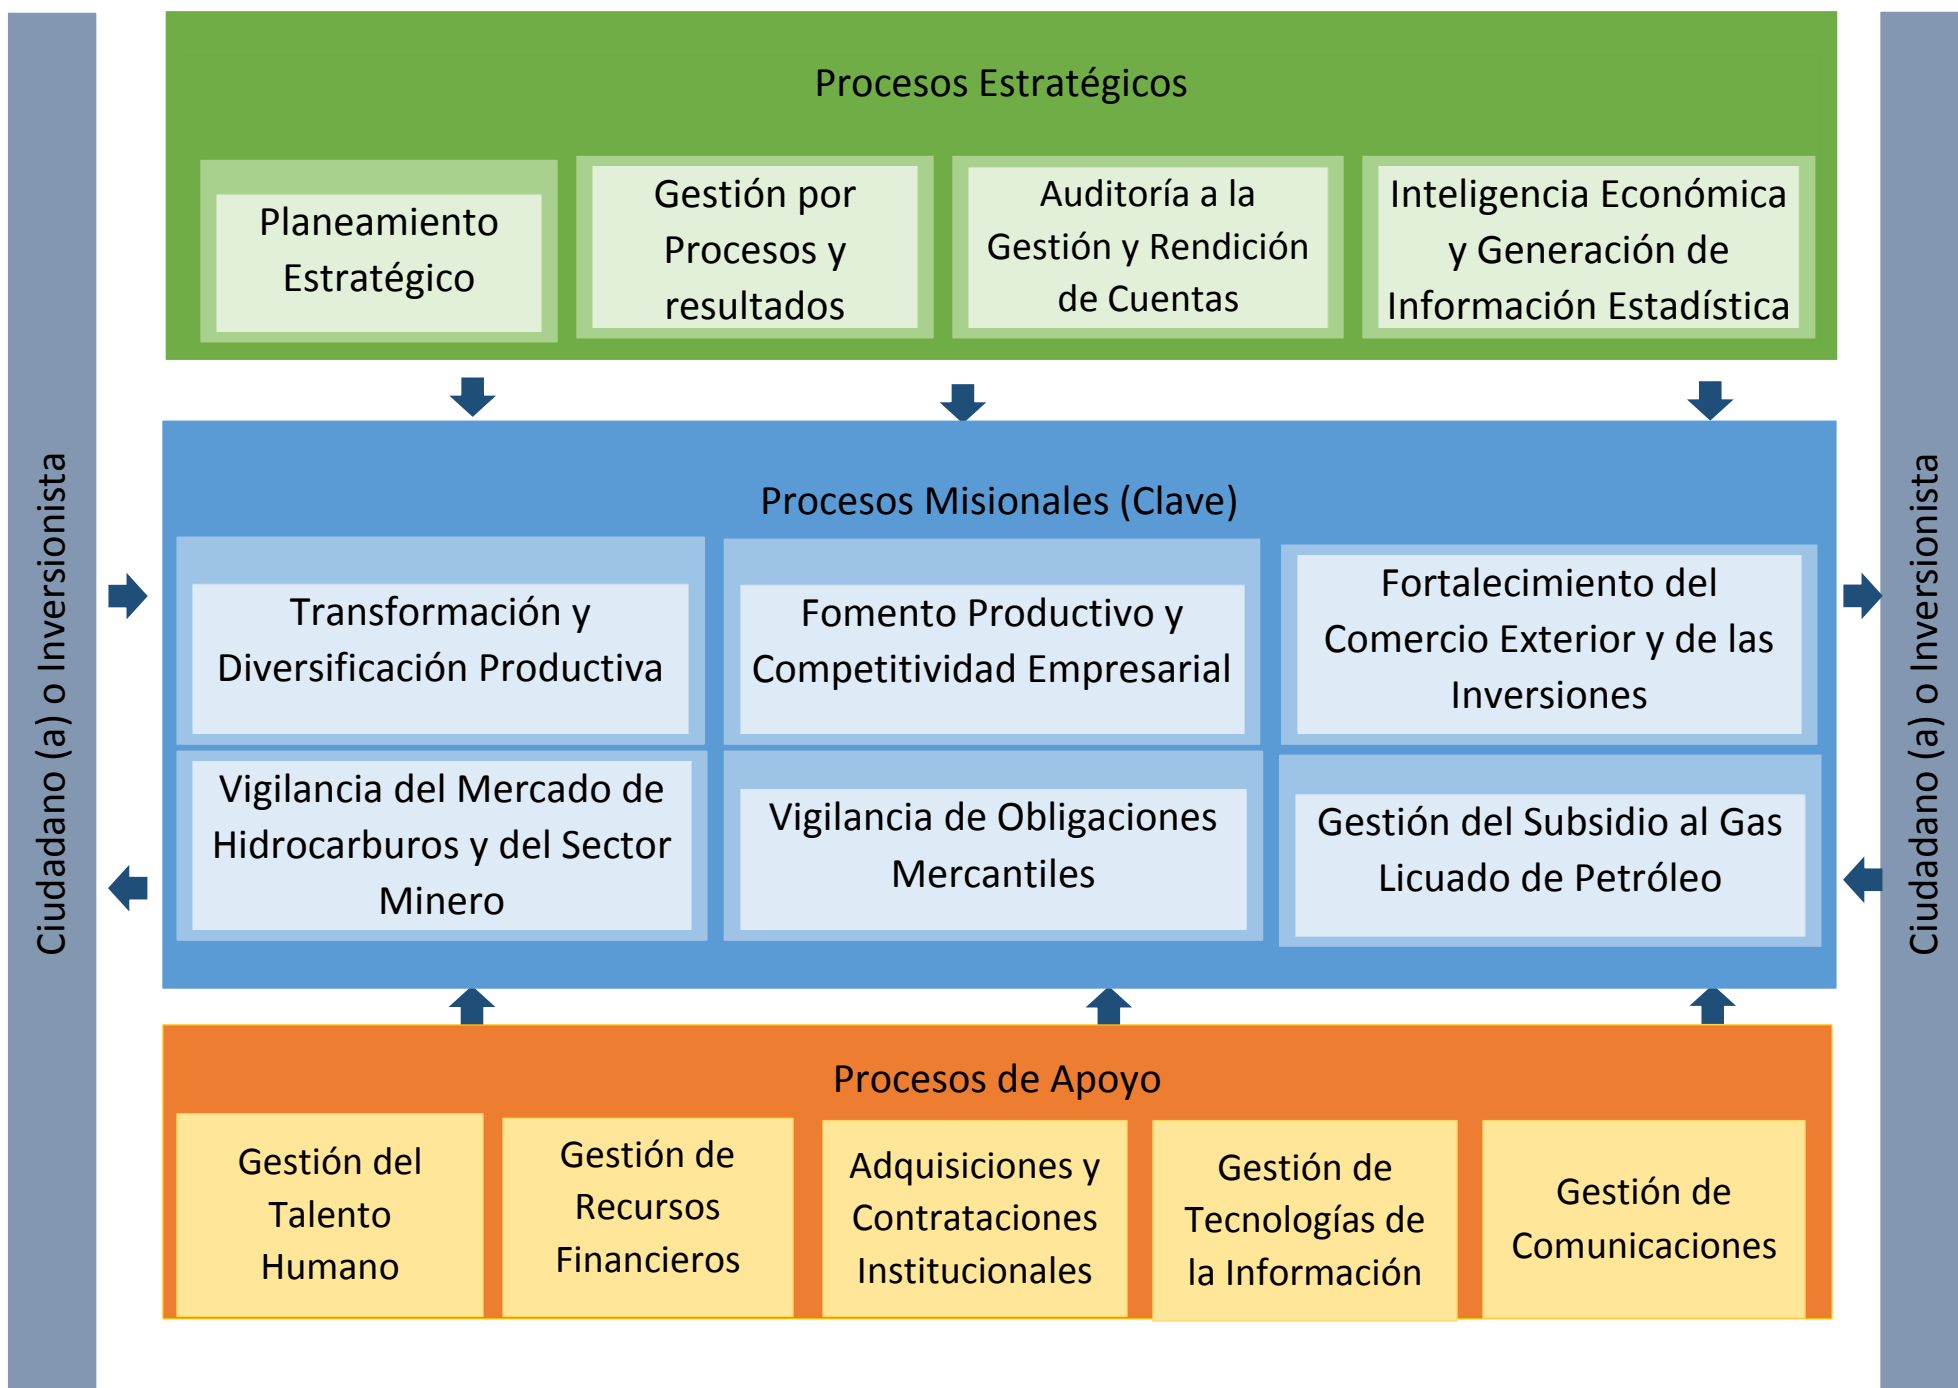 Ciudadano (a) o Inversionista
Procesos Estratégicos
Planeamiento
Estratégico
Gestión por
Procesos y
resultados
Auditoría a la
Gestión y Rendición
de Cuentas
Inteligencia Económica
y Generación de
Información Estadística
Procesos Misionales (Clave)
Transformación y
Diversificación Productiva
Fomento Productivo y
Competitividad Empresarial
Fortalecimiento del
Comercio Exterior y de las
Inversiones
Vigilancia del Mercado de
Hidrocarburos y del Sector
Minero
Vigilancia de Obligaciones
Mercantiles
Gestión del Subsidio al Gas
Licuado de Petróleo
Procesos de Apoyo
Gestión del
Talento
Humano
Gestión de
Recursos
Financieros
Adquisiciones y
Contrataciones
Institucionales
Gestión de
Tecnologías de
la Información
Gestión de
Comunicaciones
Ciudadano (a) o Inversionista